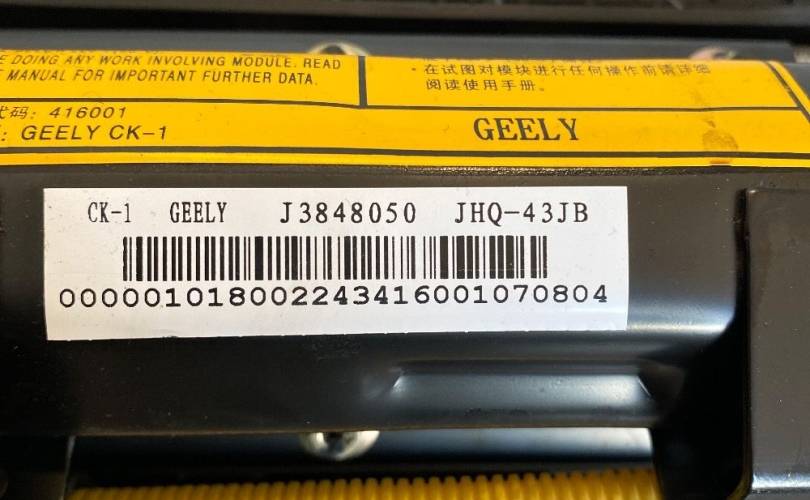 E DOING ANY WORK INVOLVING MODULE. READ
MANUAL FOR IMPORTANT FURTHER DATA.
·在试图对模块进行任何操作前请详细
阅读使用手册。
代码: 416001
: GEELY CK-1
GEELY
CK-1 GEELY J3848050 JHQ-43JB
00000101800224341600107080​4